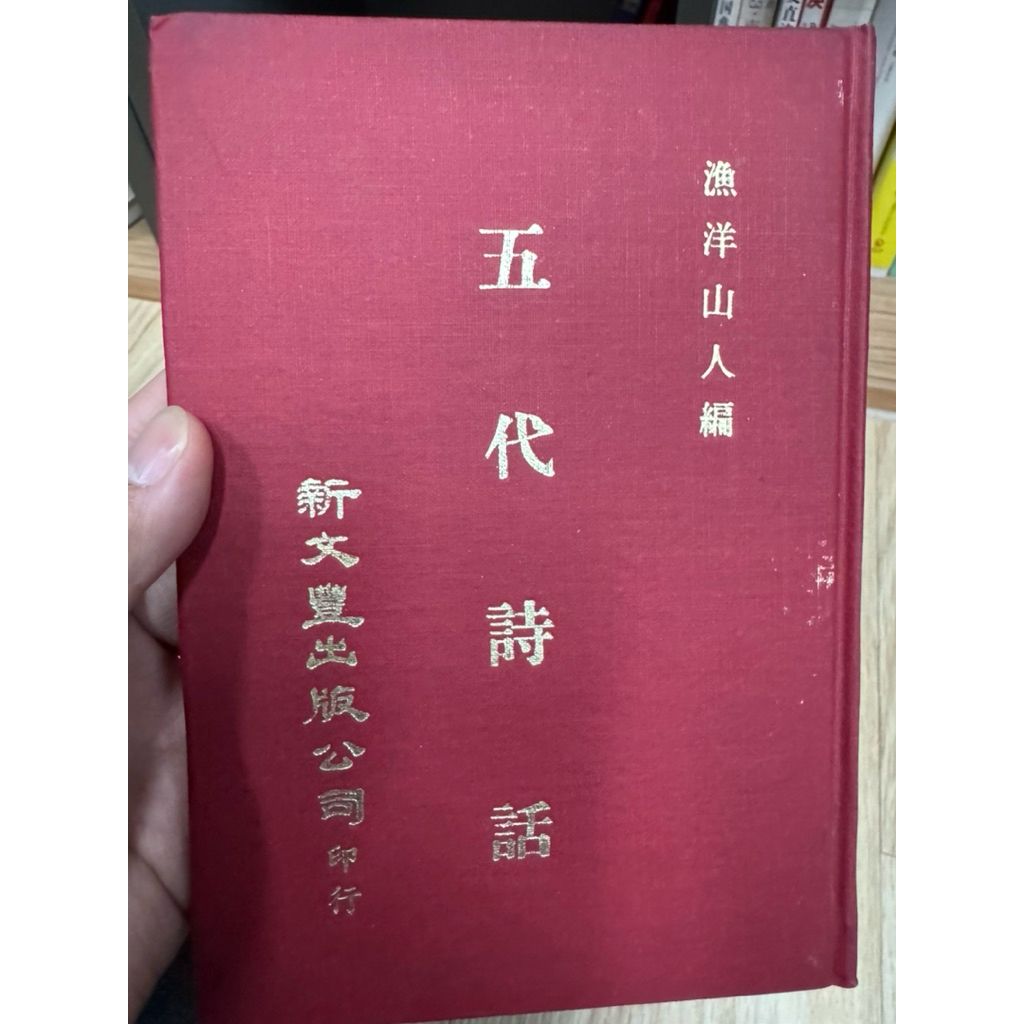 漁洋山人編
五代詩話
新文豐出版公司印行